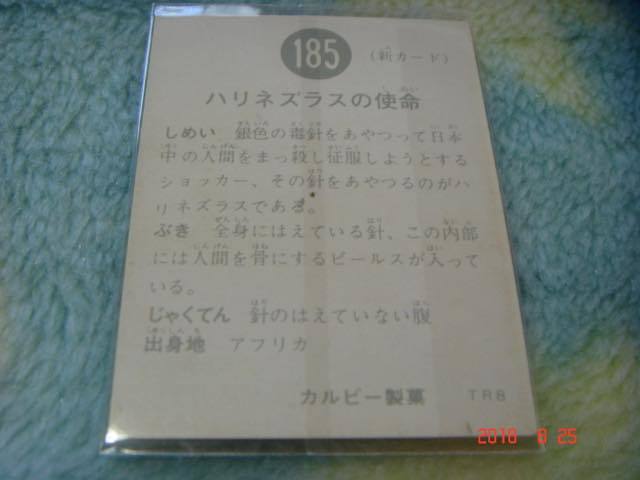 185
(新カード)
ハリネズラスの使命
しめい 銀色の毒針をあやつって日本
中の人間をまっ殺し征服しようとする
ショッカー、その針をあやつるのがハ
リネズラスである。
ぶき 全身にはえている針、この内部
には人間を骨にするビールスが入って
いる。
じゃくてん 針のはえていない腹
出身地 アフリカ
カルビー製菓 TR8
2010 8 25